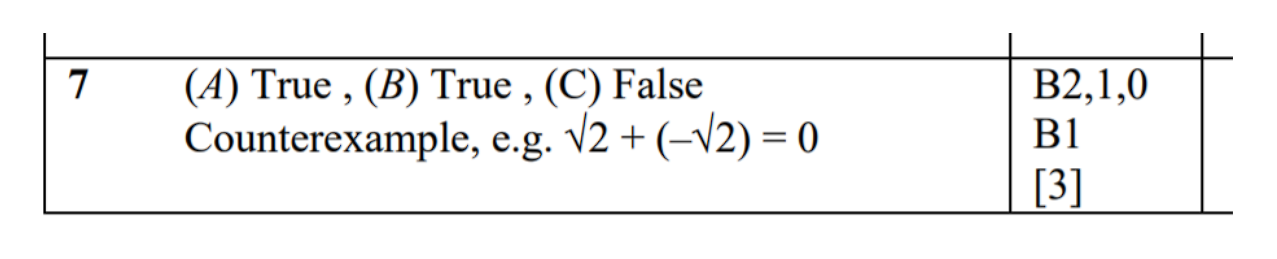 7 (A) True , (B) True , (C) False B2,1,0
Counterexample, e.g. √2 + (–√2) = 0 B1
[3]